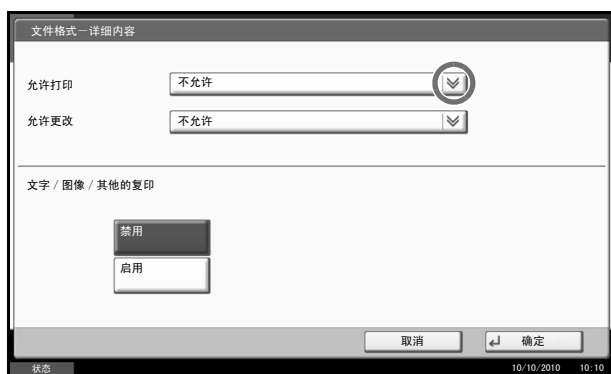 文件格式－详细内容
允许打印 不允许
允许更改 不允许
文字 / 图像 / 其他的复印
禁用
启用
取消 确定
状态 10/10/2010 10:10